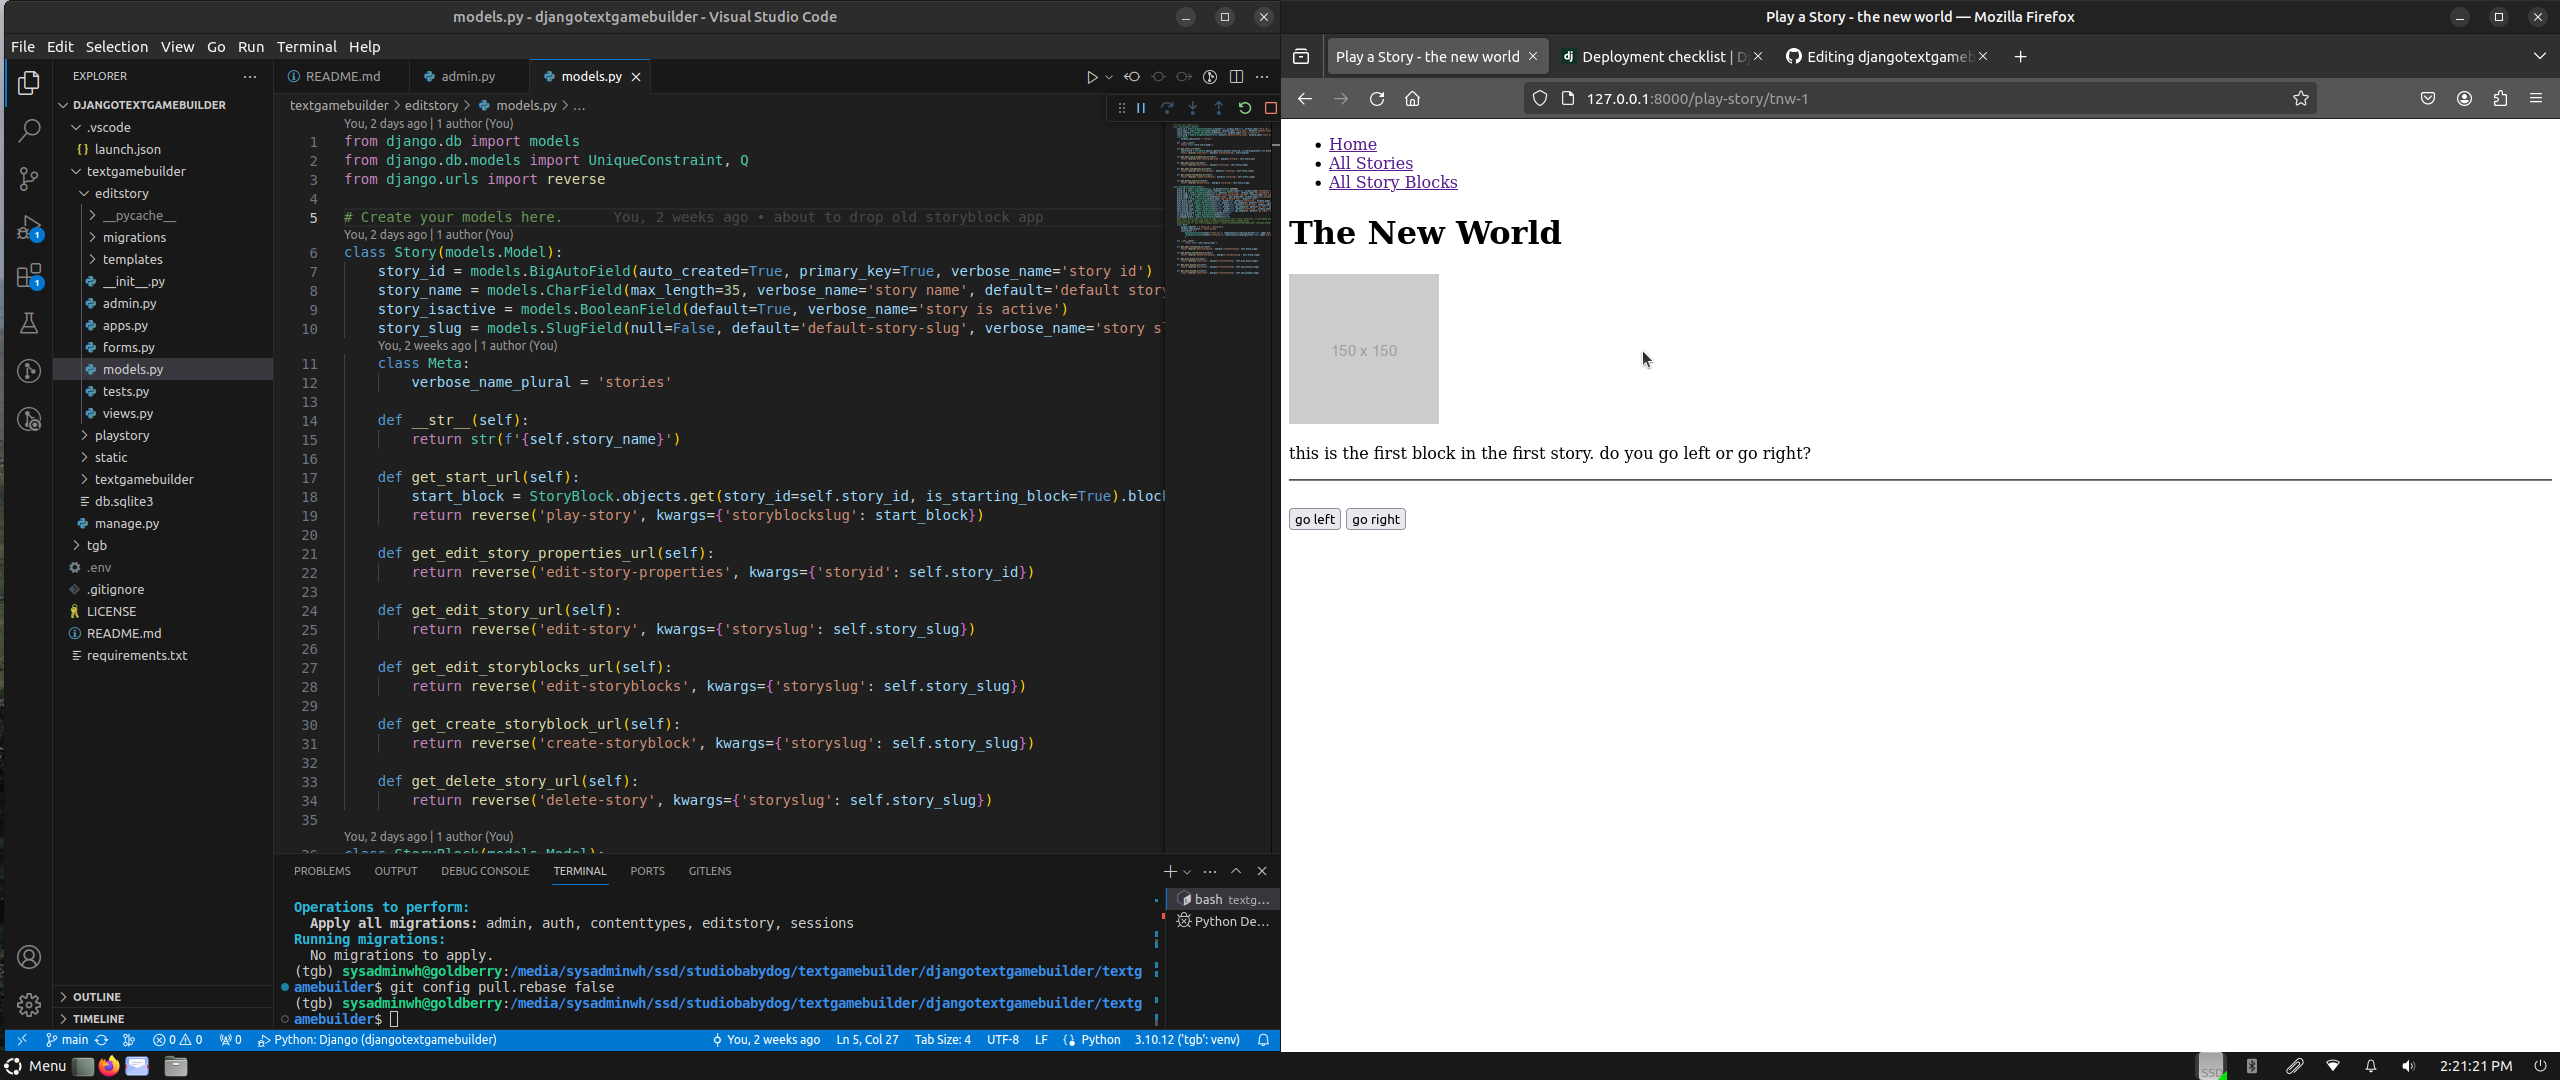 models.py - djangotextgamebuilder - Visual Studio Code
File Edit Selection View Go Run Terminal Help
EXPLORER
DJANGOTEXTGAMEBUILDER
.vscode
launch.json
textgamebuilder
editstory
__pycache__
migrations
templates
__init__.py
admin.py
apps.py
forms.py
models.py
tests.py
views.py
playstory
static
textgamebuilder
db.sqlite3
manage.py
tgb
.env
.gitignore
LICENSE
README.md
requirements.txt
OUTLINE
TIMELINE
README.md admin.py models.py
textgamebuilder > editstory > models.py > ...
You, 2 days ago | 1 author (You)
1 from django.db import models
2 from django.db.models import UniqueConstraint, Q
3 from django.urls import reverse
4
5 # Create your models here. You, 2 weeks ago • about to drop old storyblock app
You, 2 days ago | 1 author (You)
6 class Story(models.Model):
7 story_id = models.BigAutoField(auto_created=True, primary_key=True, verbose_name='story id')
8 story_name = models.CharField(max_length=35, verbose_name='story name', default='default story
9 story_isactive = models.BooleanField(default=True, verbose_name='story is active')
10 story_slug = models.SlugField(null=False, default='default-story-slug', verbose_name='story s
You, 2 weeks ago | 1 author (You)
11 class Meta:
12 verbose_name_plural = 'stories'
13
14 def __str__(self):
15 return str(f'{self.story_name}')
16
17 def get_start_url(self):
18 start_block = StoryBlock.objects.get(story_id=self.story_id, is_starting_block=True).bloc
19 return reverse('play-story', kwargs={'storyblockslug': start_block})
20
21 def get_edit_story_properties_url(self):
22 return reverse('edit-story-properties', kwargs={'storyid': self.story_id})
23
24 def get_edit_story_url(self):
25 return reverse('edit-story', kwargs={'storyslug': self.story_slug})
26
27 def get_edit_storyblocks_url(self):
28 return reverse('edit-storyblocks', kwargs={'storyslug': self.story_slug})
29
30 def get_create_storyblock_url(self):
31 return reverse('create-storyblock', kwargs={'storyslug': self.story_slug})
32
33 def get_delete_story_url(self):
34 return reverse('delete-story', kwargs={'storyslug': self.story_slug})
35
You, 2 days ago | 1 author (You)
36 class StoryBlock(models.Model):
PROBLEMS OUTPUT DEBUG CONSOLE TERMINAL PORTS GITLENS
Operations to perform:
Apply all migrations: admin, auth, contenttypes, editstory, sessions
Running migrations:
No migrations to apply.
(tgb) sysadminwh@goldberry:/media/sysadminwh/ssd/studiobabydog/textgamebuilder/djangotextgamebuilder/textg
amebuilder$ git config pull.rebase false
(tgb) sysadminwh@goldberry:/media/sysadminwh/ssd/studiobabydog/textgamebuilder/djangotextgamebuilder/textg
amebuilder$
bash textg...
Python De...
main 0 0 0 Python: Django (djangotextgamebuilder) You, 2 weeks ago Ln 5, Col 27 Tab Size: 4 UTF-8 LF Python 3.10.12 ('tgb': venv)
Play a Story - the new world — Mozilla Firefox
Play a Story - the new world Deployment checklist | D Editing djangotextgameb
127.0.0.1:8000/play-story/tnw-1
Home
All Stories
All Story Blocks
The New World
150 x 150
this is the first block in the first story. do you go left or go right?
go left go right
Menu SSD 2:21:21 PM